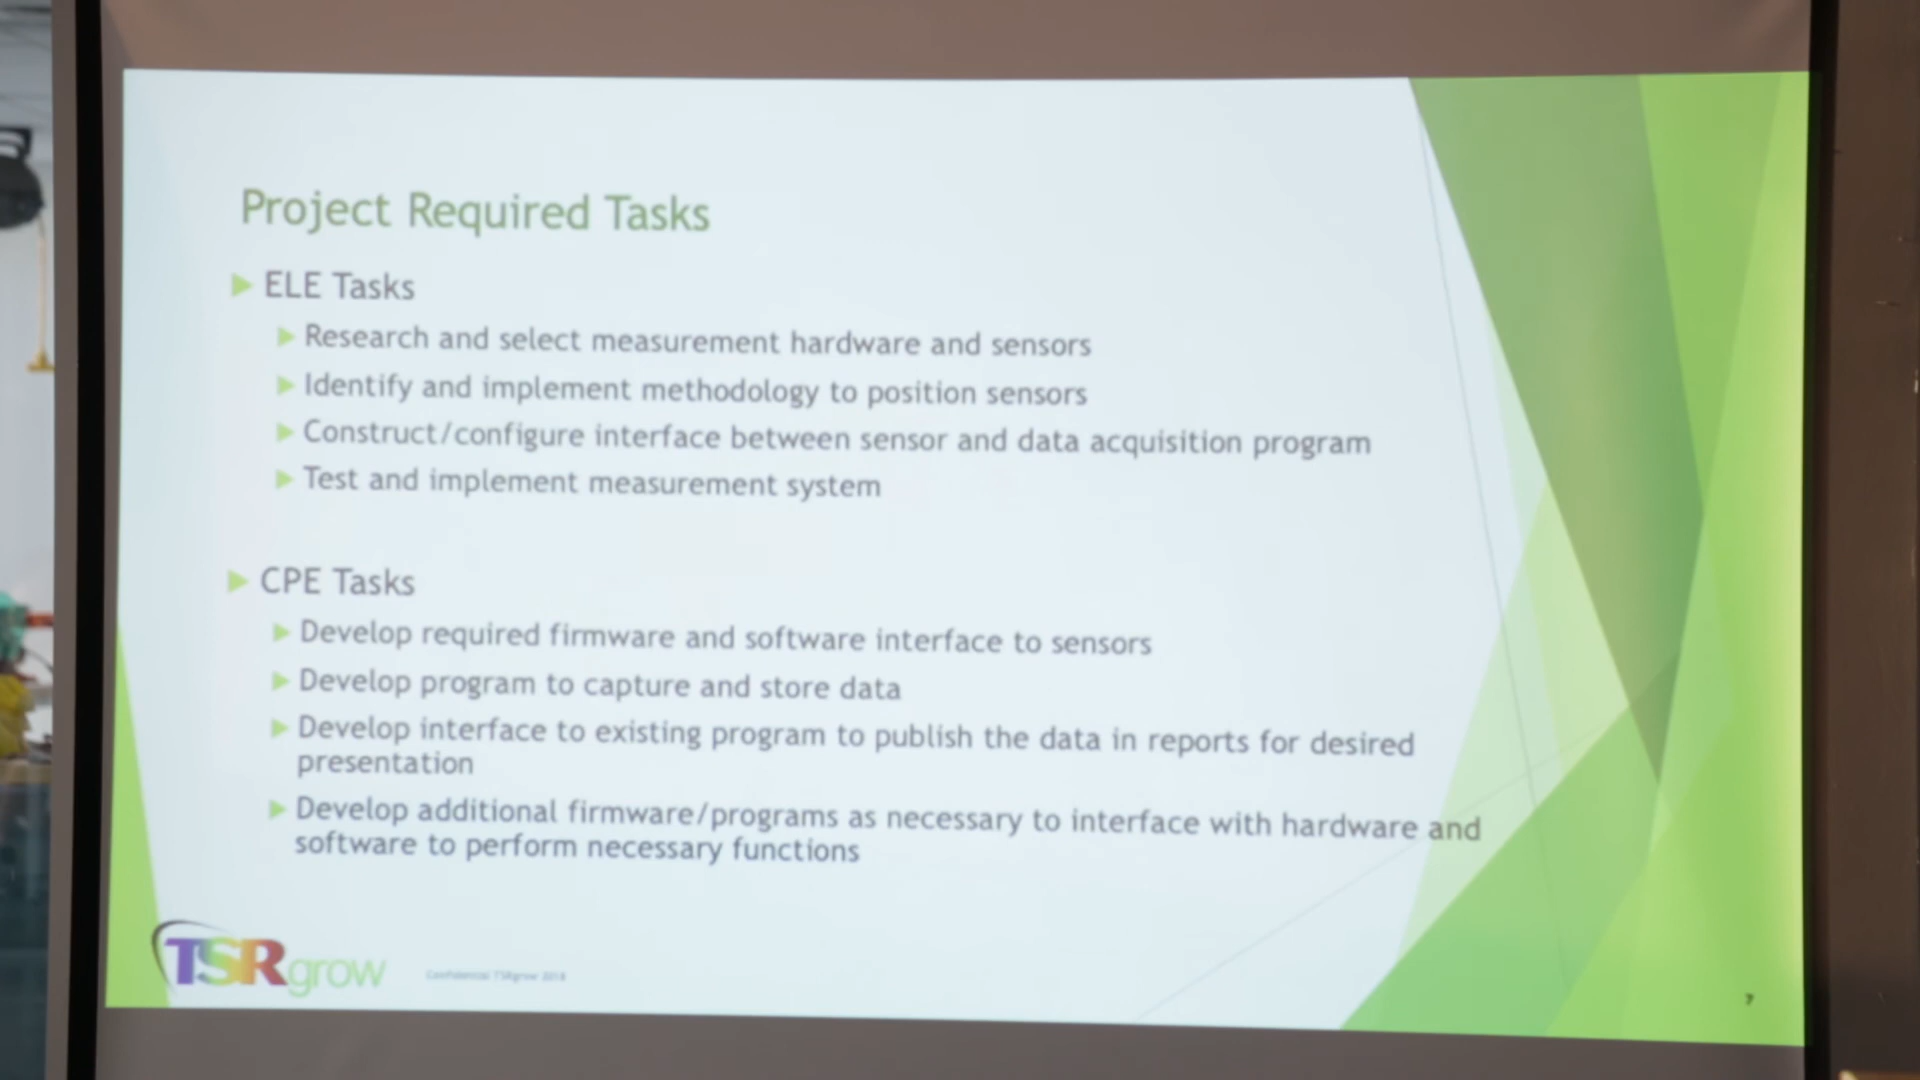 Project Required Tasks
ELE Tasks
Research and select measurement hardware and sensors
Identify and implement methodology to position sensors
Construct/configure interface between sensor and data acquisition program
Test and implement measurement system
CPE Tasks
Develop required firmware and software interface to sensors
Develop program to capture and store data
Develop interface to existing program to publish the data in reports for desired
presentation
Develop additional firmware/programs as necessary to interface with hardware and
software to perform necessary functions
TSRgrow
Confidential TSRgrow 2018
7